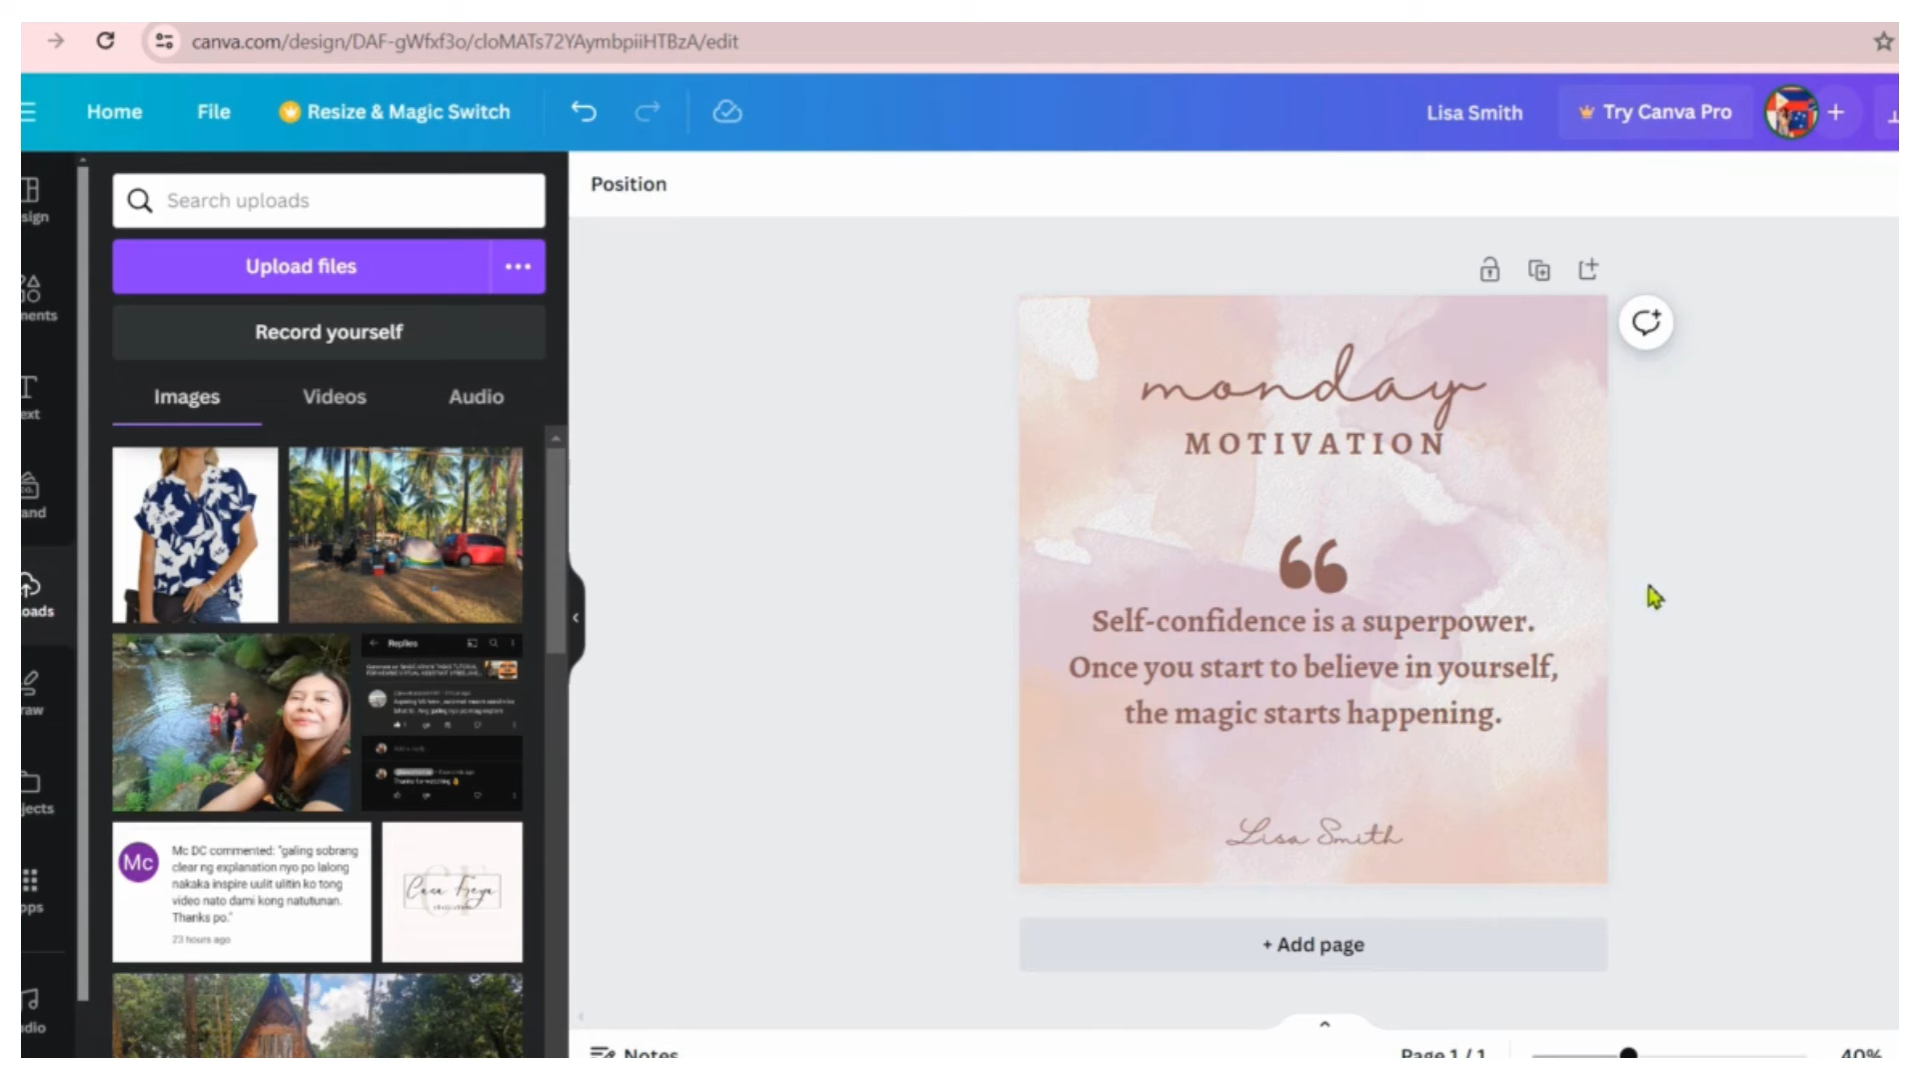 canva.com/design/DAF-gWfxf3o/cloMATs72YAymbpiiHTBzA/edit
Home File Resize & Magic Switch Lisa Smith Try Canva Pro
Search uploads
Upload files
Record yourself
Images Videos Audio
Replies
Mc
Mc DC commented: "galing sobrang
clear ng explanation nyo po lalong
nakaka inspire uulit ulitin ko tong
video nato dami kong natutunan.
Thanks po."
23 hours ago
Position
monday
MOTIVATION
Self-confidence is a superpower.
Once you start to believe in yourself,
the magic starts happening.
Lisa Smith
+ Add page
Notes Page 1 / 1 40%